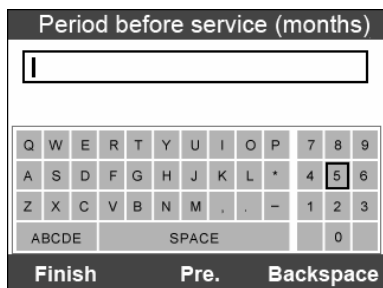 Period before service (months)
Q W E R T Y U I O P 7 8 9
A S D F G H J K L * 4 5 6
Z X C V B N M , . – 1 2 3
ABCDE SPACE 0
Finish Pre. Backspace